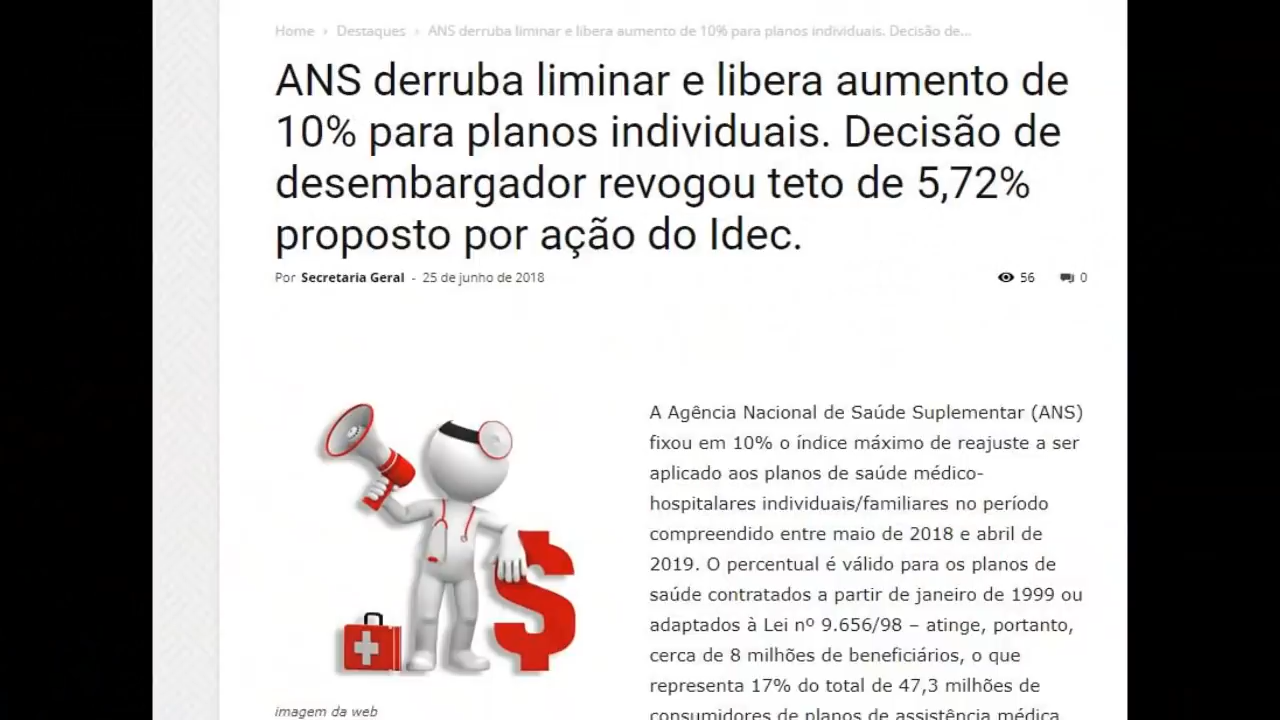 Home › Destaques › ANS derruba liminar e libera aumento de 10% para planos individuais. Decisão de...
ANS derruba liminar e libera aumento de
10% para planos individuais. Decisão de
desembargador revogou teto de 5,72%
proposto por ação do Idec.
Por Secretaria Geral - 25 de junho de 2018 56 0
A Agência Nacional de Saúde Suplementar (ANS)
fixou em 10% o índice máximo de reajuste a ser
aplicado aos planos de saúde médico-
hospitalares individuais/familiares no período
compreendido entre maio de 2018 e abril de
2019. O percentual é válido para os planos de
saúde contratados a partir de janeiro de 1999 ou
adaptados à Lei nº 9.656/98 – atinge, portanto,
cerca de 8 milhões de beneficiários, o que
representa 17% do total de 47,3 milhões de
consumidores de planos de assistência médica
imagem da web